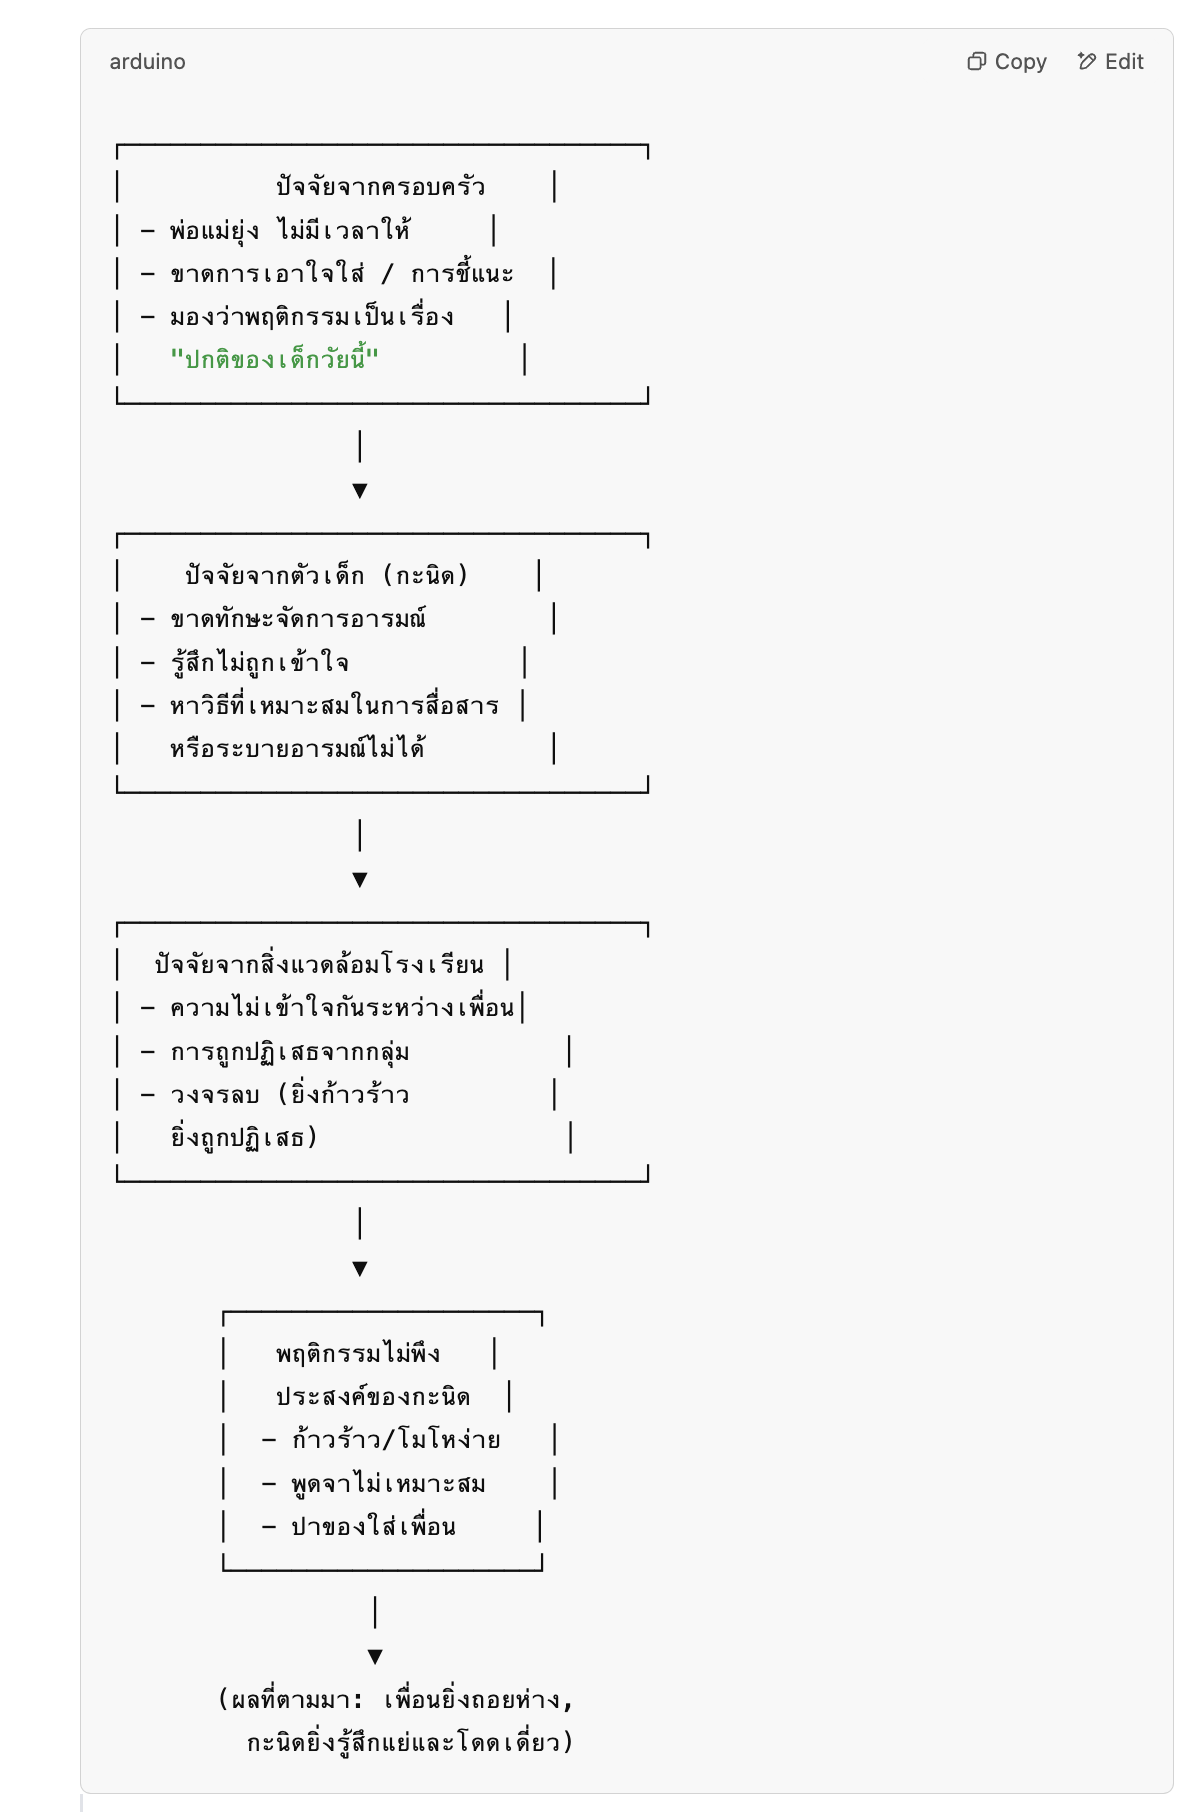 arduino
Copy
Edit
ปัจจัยจากครอบครัว
- พ่อแม่ยุ่ง ไม่มีเวลาให้
- ขาดการเอาใจใส่ / การชี้แนะ
- มองว่าพฤติกรรมเป็นเรื่อง
"ปกติของเด็กวัยนี้"
▼
ปัจจัยจากตัวเด็ก (กะนิด)
- ขาดทักษะจัดการอารมณ์
- รู้สึกไม่ถูกเข้าใจ
- หาวิธีที่เหมาะสมในการสื่อสาร
หรือระบายอารมณ์ไม่ได้
▼
ปัจจัยจากสิ่งแวดล้อมโรงเรียน
- ความไม่เข้าใจกันระหว่างเพื่อน
- การถูกปฏิเสธจากกลุ่ม
- วงจรลบ (ยิ่งก้าวร้าว
ยิ่งถูกปฏิเสธ)
▼
พฤติกรรมไม่พึง
ประสงค์ของกะนิด
- ก้าวร้าว/โมโหง่าย
- พูดจาไม่เหมาะสม
- ปาของใส่เพื่อน
▼
(ผลที่ตามมา: เพื่อนยิ่งถอยห่าง,
กะนิดยิ่งรู้สึกแย่และโดดเดี่ยว)